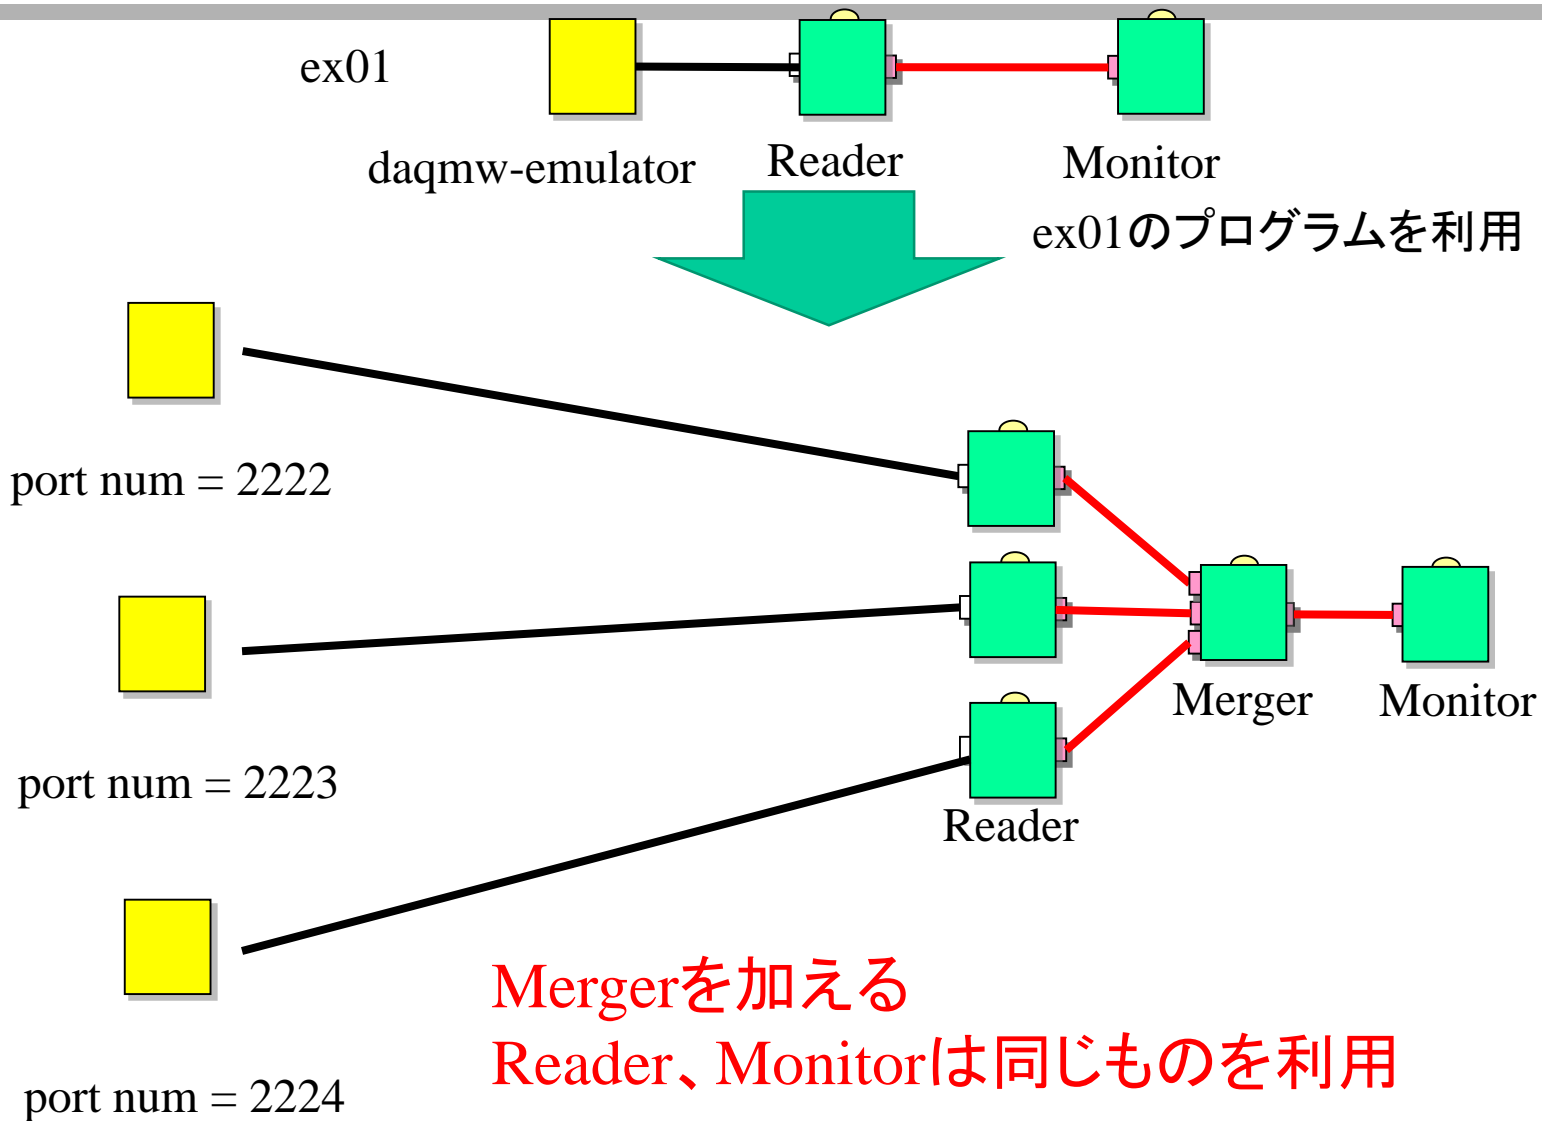 ex01
daqmw-emulator
Reader
Monitor
ex01のプログラムを利用
port num = 2222
port num = 2223
Merger
Monitor
Reader
Mergerを加える
Reader、Monitorは同じものを利用
port num = 2224